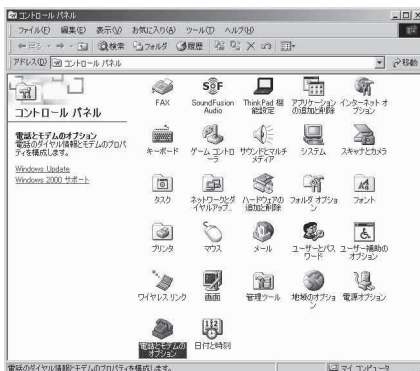 コントロール パネル
ファイル(F) 編集(E) 表示(V) お気に入り(A) ツール(T) ヘルプ(H)
戻る 検索 フォルダ 履歴
アドレス(D) コントロール パネル 移動
コントロール パネル
電話とモデムのオプション
電話のダイヤル情報とモデムのプロパティを構成します。
Windows Update
Windows 2000 サポート
FAX
SoundFusion Audio
ThinkPad 機能設定
アプリケーションの追加と削除
インターネット オプション
キーボード
ゲーム コントローラ
サウンドとマルチメディア
システム
スキャナとカメラ
タスク
ネットワークとダイヤルアップ..
ハードウェアの追加と削除
フォルダ オプション
フォント
プリンタ
マウス
メール
ユーザーとパスワード
ユーザー補助のオプション
ワイヤレス リンク
画面
管理ツール
地域のオプション
電源オプション
電話とモデムのオプション
日付と時刻
電話のダイヤル情報とモデムのプロパティを構成します。 マイ コンピュータ